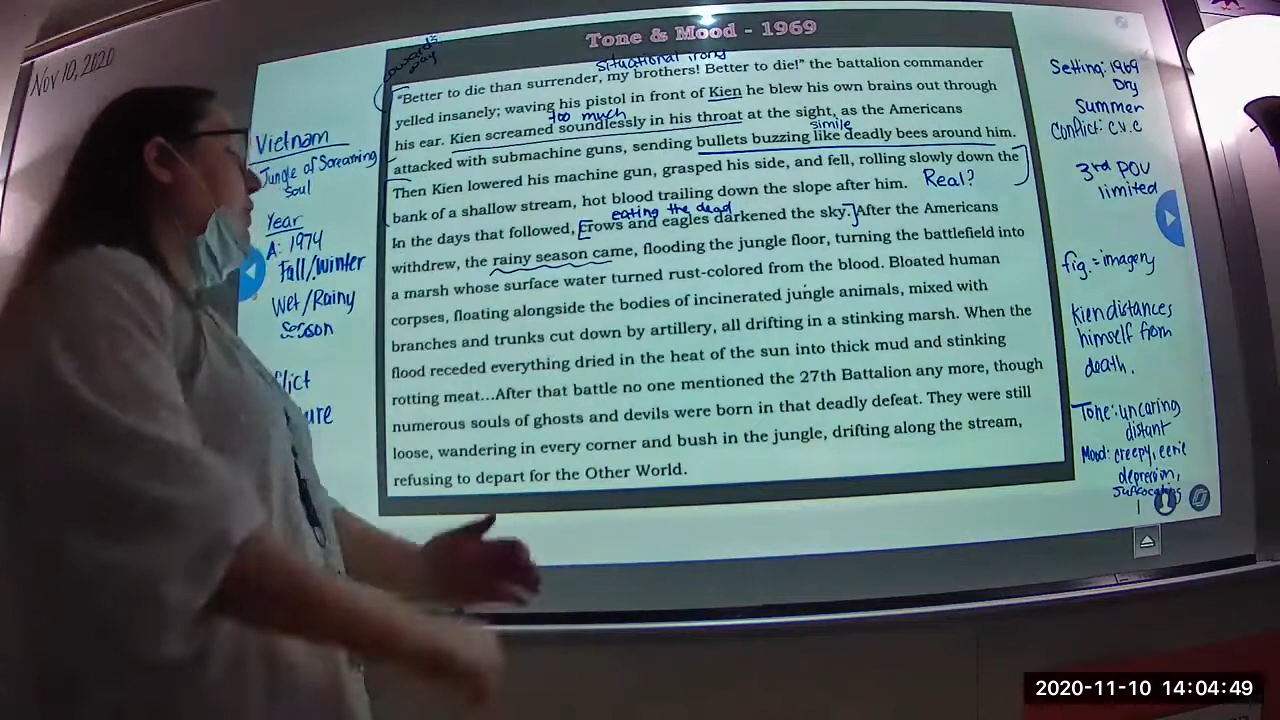 Nov 10, 2020
Vietnam
Jungle of Screaming
Soul
Year
A: 1974
Fall/Winter
Wet/Rainy
Season
flict
ure
Tone & Mood - 1969
coward's
way
situational irony
"Better to die than surrender, my brothers! Better to die!" the battalion commander
yelled insanely; waving his pistol in front of Kien he blew his own brains out through
too much
his ear. Kien screamed soundlessly in his throat at the sight, as the Americans
simile
attacked with submachine guns, sending bullets buzzing like deadly bees around him.
Then Kien lowered his machine gun, grasped his side, and fell, rolling slowly down the
bank of a shallow stream, hot blood trailing down the slope after him. Real?
eating the dead
In the days that followed, crows and eagles darkened the sky. After the Americans
withdrew, the rainy season came, flooding the jungle floor, turning the battlefield into
a marsh whose surface water turned rust-colored from the blood. Bloated human
corpses, floating alongside the bodies of incinerated jungle animals, mixed with
branches and trunks cut down by artillery, all drifting in a stinking marsh. When the
flood receded everything dried in the heat of the sun into thick mud and stinking
rotting meat...After that battle no one mentioned the 27th Battalion any more, though
numerous souls of ghosts and devils were born in that deadly defeat. They were still
loose, wandering in every corner and bush in the jungle, drifting along the stream,
refusing to depart for the Other World.
Setting: 1969
Dry
Summer
Conflict: C.V.C
3rd POV
limited
fig. = imagery
Kien distances
himself from
death.
Tone: uncaring
distant
Mood: creepy, eerie
depression,
suffocating
2020-11-10 14:04:49